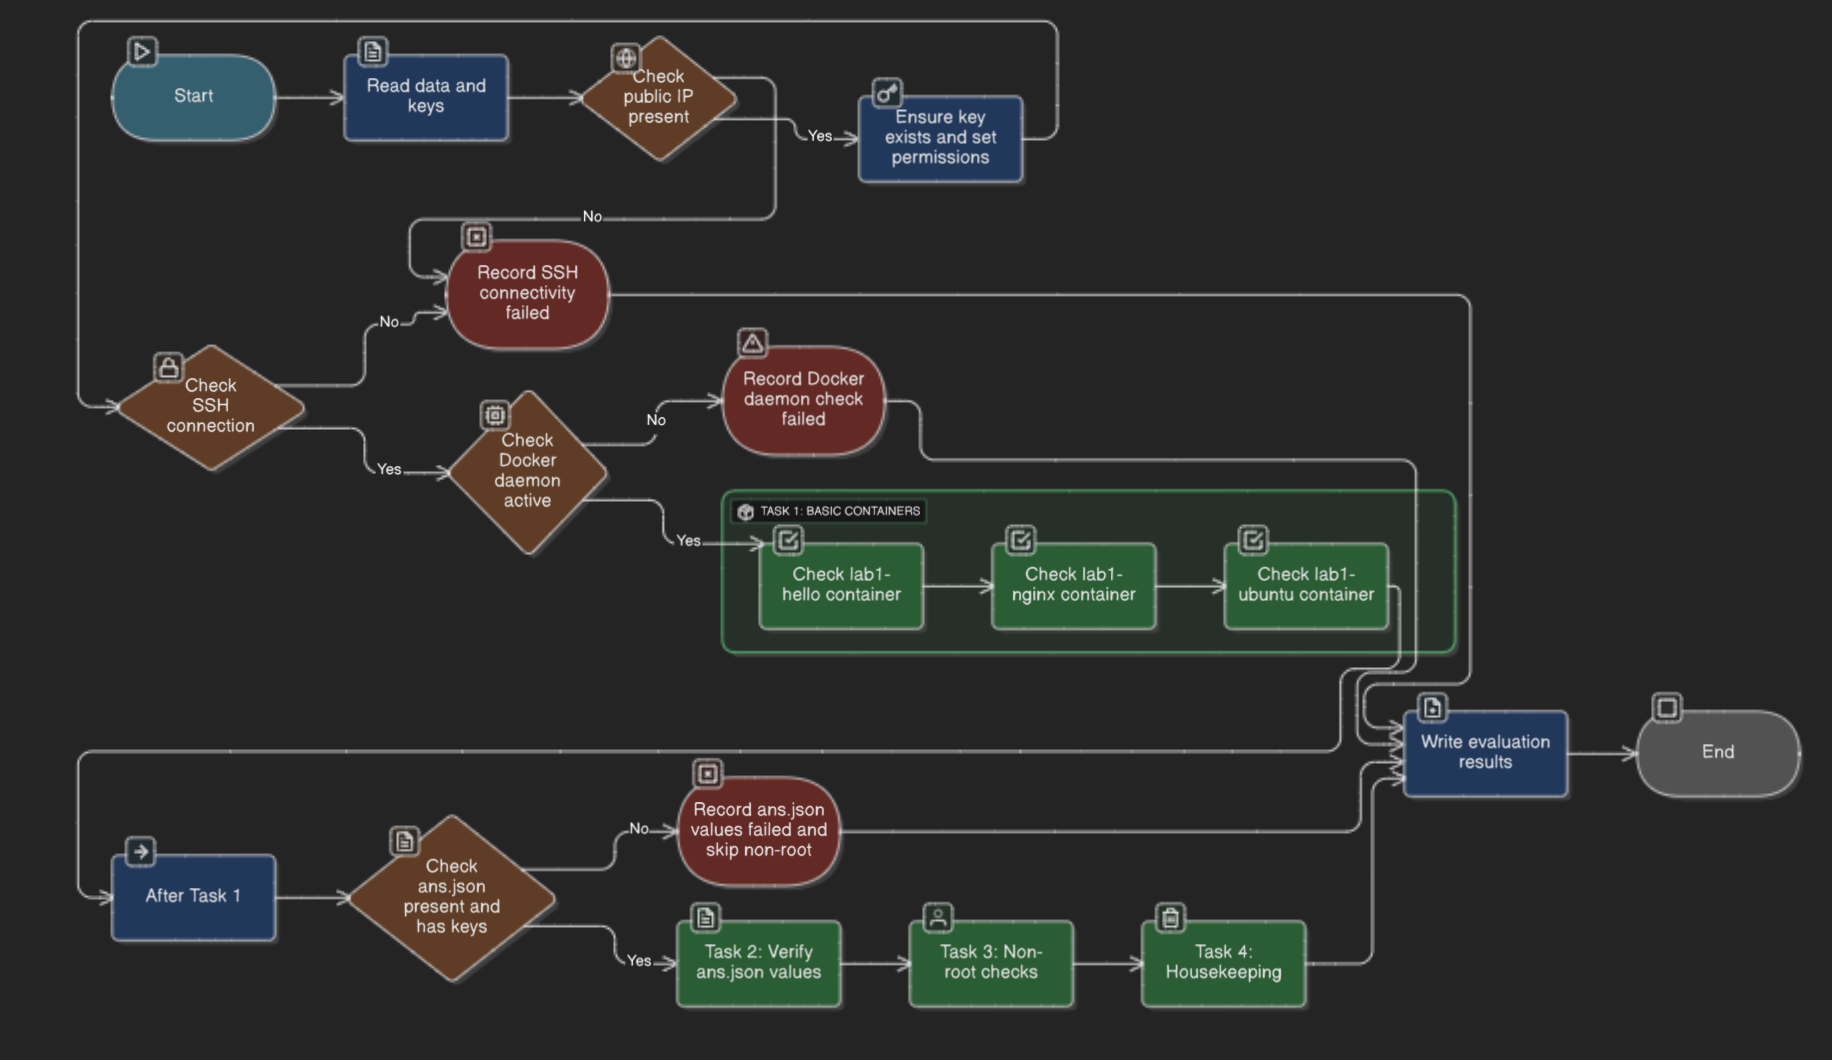 Start
Read data and
keys
Check
public IP
present
Yes
Ensure key
exists and set
permissions
No
Record SSH
connectivity
failed
No
Check
SSH
connection
Yes
Check
Docker
daemon
active
No
Record Docker
daemon check
failed
Yes
TASK 1: BASIC CONTAINERS
Check lab1-
hello container
Check lab1-
nginx container
Check lab1-
ubuntu container
Write evaluation
results
End
After Task 1
Check
ans.json
present and
has keys
No
Record ans.json
values failed and
skip non-root
Yes
Task 2: Verify
ans.json values
Task 3: Non-
root checks
Task 4:
Housekeeping